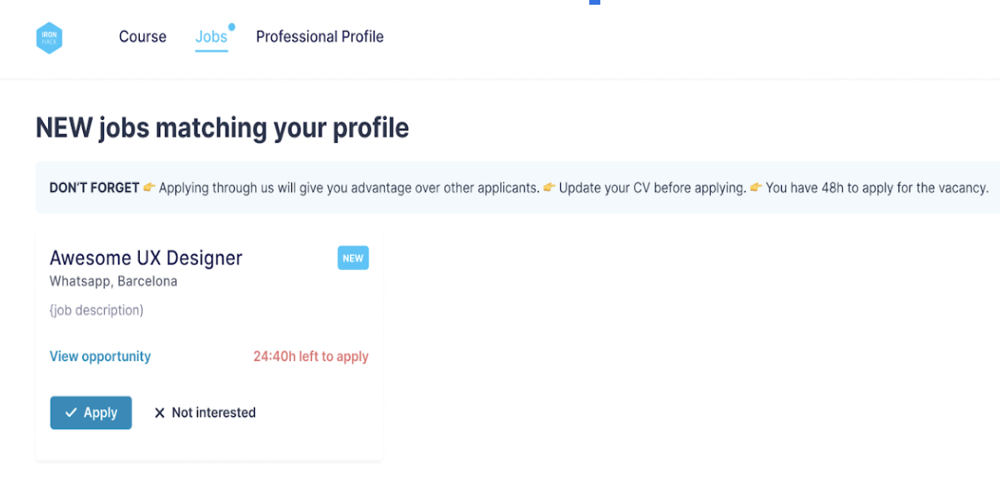 IRON
HACK
Course Jobs Professional Profile
NEW jobs matching your profile
DON'T FORGET 👉 Applying through us will give you advantage over other applicants. 👉 Update your CV before applying. 👉 You have 48h to apply for the vacancy.
Awesome UX Designer NEW
Whatsapp, Barcelona
{job description)
View opportunity 24:40h left to apply
✓ Apply ✕ Not interested